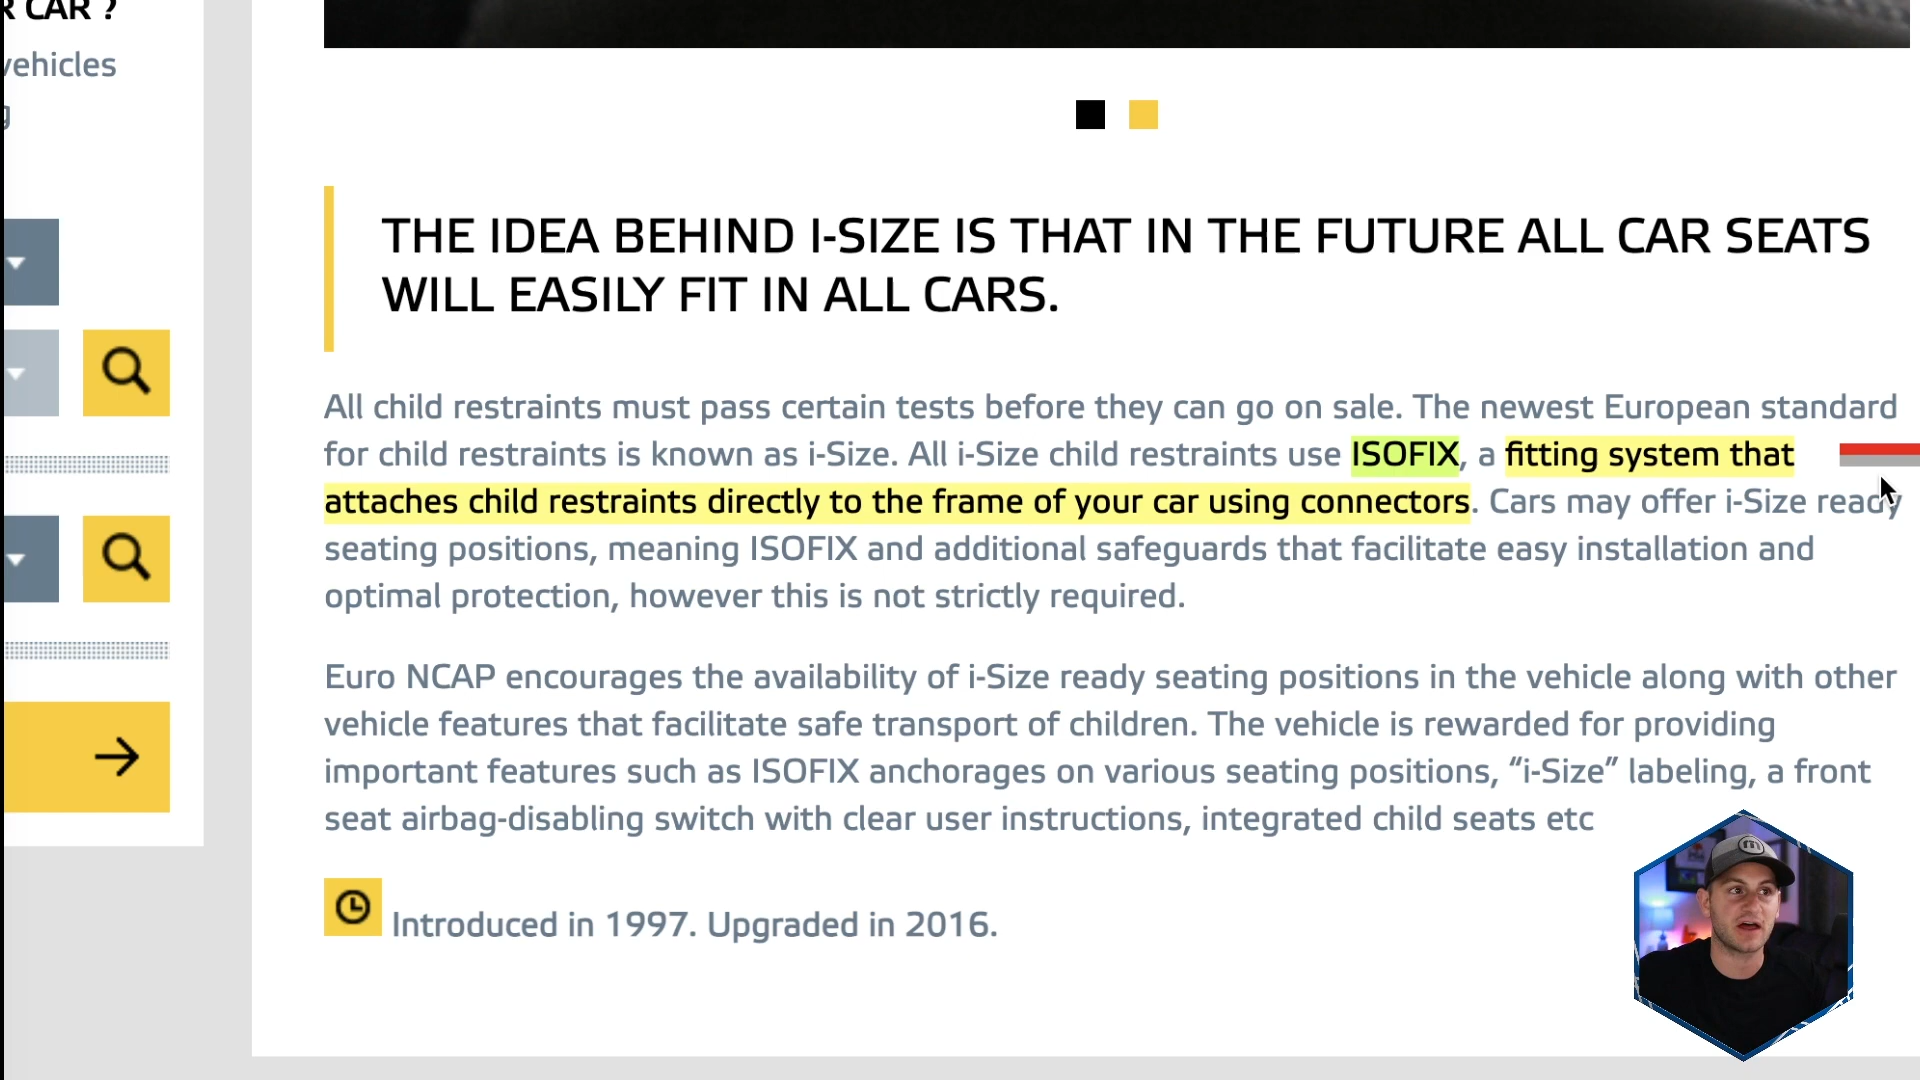 R CAR ?
vehicles
g
THE IDEA BEHIND I-SIZE IS THAT IN THE FUTURE ALL CAR SEATS
WILL EASILY FIT IN ALL CARS.
All child restraints must pass certain tests before they can go on sale. The newest European standard
for child restraints is known as i-Size. All i-Size child restraints use ISOFIX, a fitting system that
attaches child restraints directly to the frame of your car using connectors. Cars may offer i-Size ready
seating positions, meaning ISOFIX and additional safeguards that facilitate easy installation and
optimal protection, however this is not strictly required.
Euro NCAP encourages the availability of i-Size ready seating positions in the vehicle along with other
vehicle features that facilitate safe transport of children. The vehicle is rewarded for providing
important features such as ISOFIX anchorages on various seating positions, “i-Size” labeling, a front
seat airbag-disabling switch with clear user instructions, integrated child seats etc
Introduced in 1997. Upgraded in 2016.